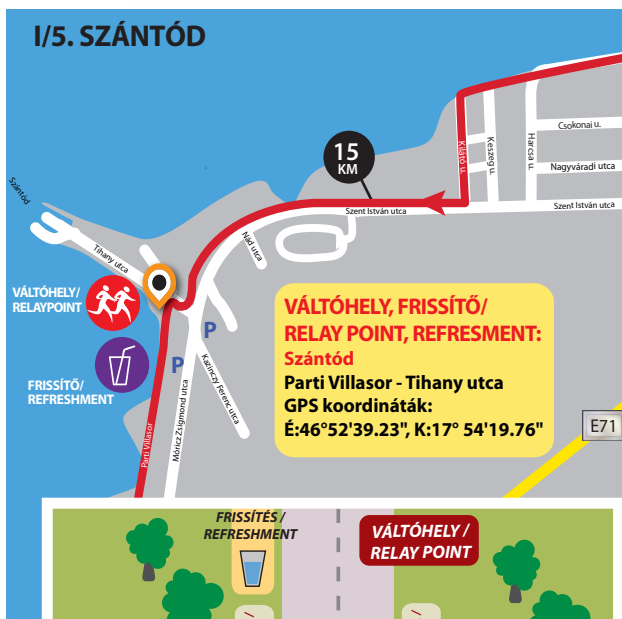 I/5. SZÁNTÓD
Csokonai u.
15
KM
Kilátó u.
Keszeg u.
Harcsa u.
Nagyváradi utca
Szántód
Szent István utca
Szent István utca
Nád utca
Tihany utca
VÁLTÓHELY/
RELAYPOINT
VÁLTÓHELY, FRISSÍTŐ/
RELAY POINT, REFRESMENT:
Szántód
Parti Villasor - Tihany utca
GPS koordináták:
É:46°52'39.23", K:17° 54'19.76"
P
P
Kazinczy Ferenc utca
FRISSÍTŐ/
REFRESHMENT
Móricz Zsigmond utca
Parti Villasor
E71
FRISSÍTÉS /
REFRESHMENT
VÁLTÓHELY /
RELAY POINT